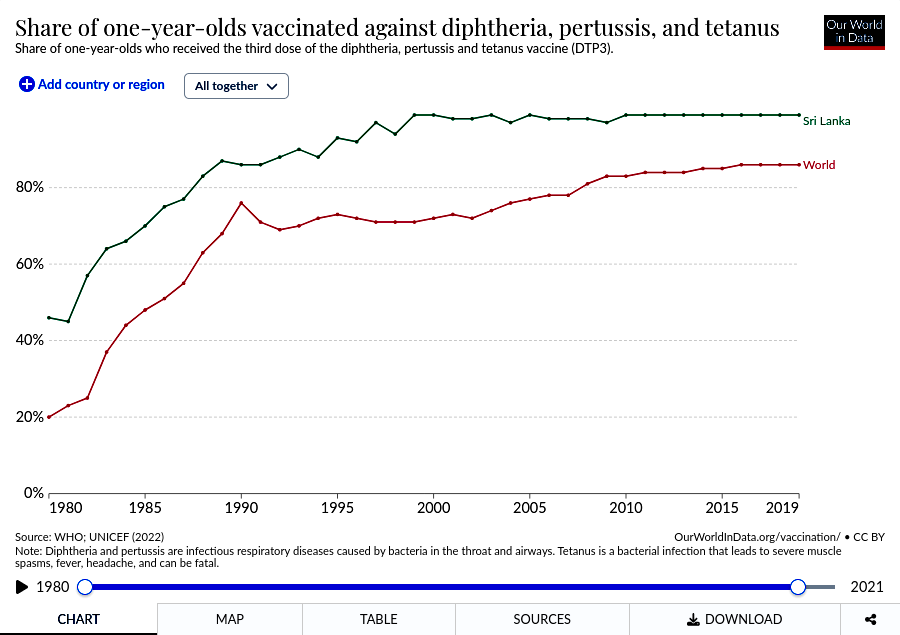 Share of one-year-olds vaccinated against diphtheria, pertussis, and tetanus
Share of one-year-olds who received the third dose of the diphtheria, pertussis and tetanus vaccine (DTP3).
Our World
in Data
Add country or region
All together
Sri Lanka
World
80%
60%
40%
20%
0%
1980 1985 1990 1995 2000 2005 2010 2015 2019
Source: WHO; UNICEF (2022)
OurWorldInData.org/vaccination/ • CC BY
Note: Diphtheria and pertussis are infectious respiratory diseases caused by bacteria in the throat and airways. Tetanus is a bacterial infection that leads to severe muscle
spasms, fever, headache, and can be fatal.
1980 2021
CHART MAP TABLE SOURCES DOWNLOAD